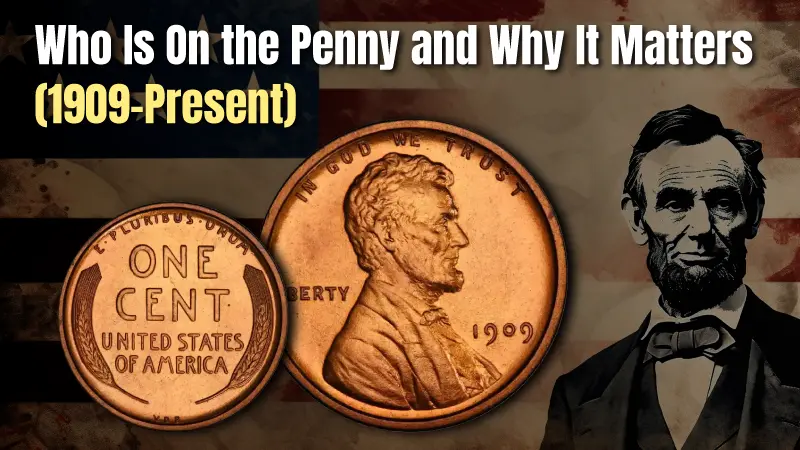 Who Is On the Penny and Why It Matters
(1909-Present)
IN GOD WE TRUST
BERTY
1909
E·PLURIBUS·UNUM
ONE
CENT
UNITED STATES
OF AMERICA
V.D.B.